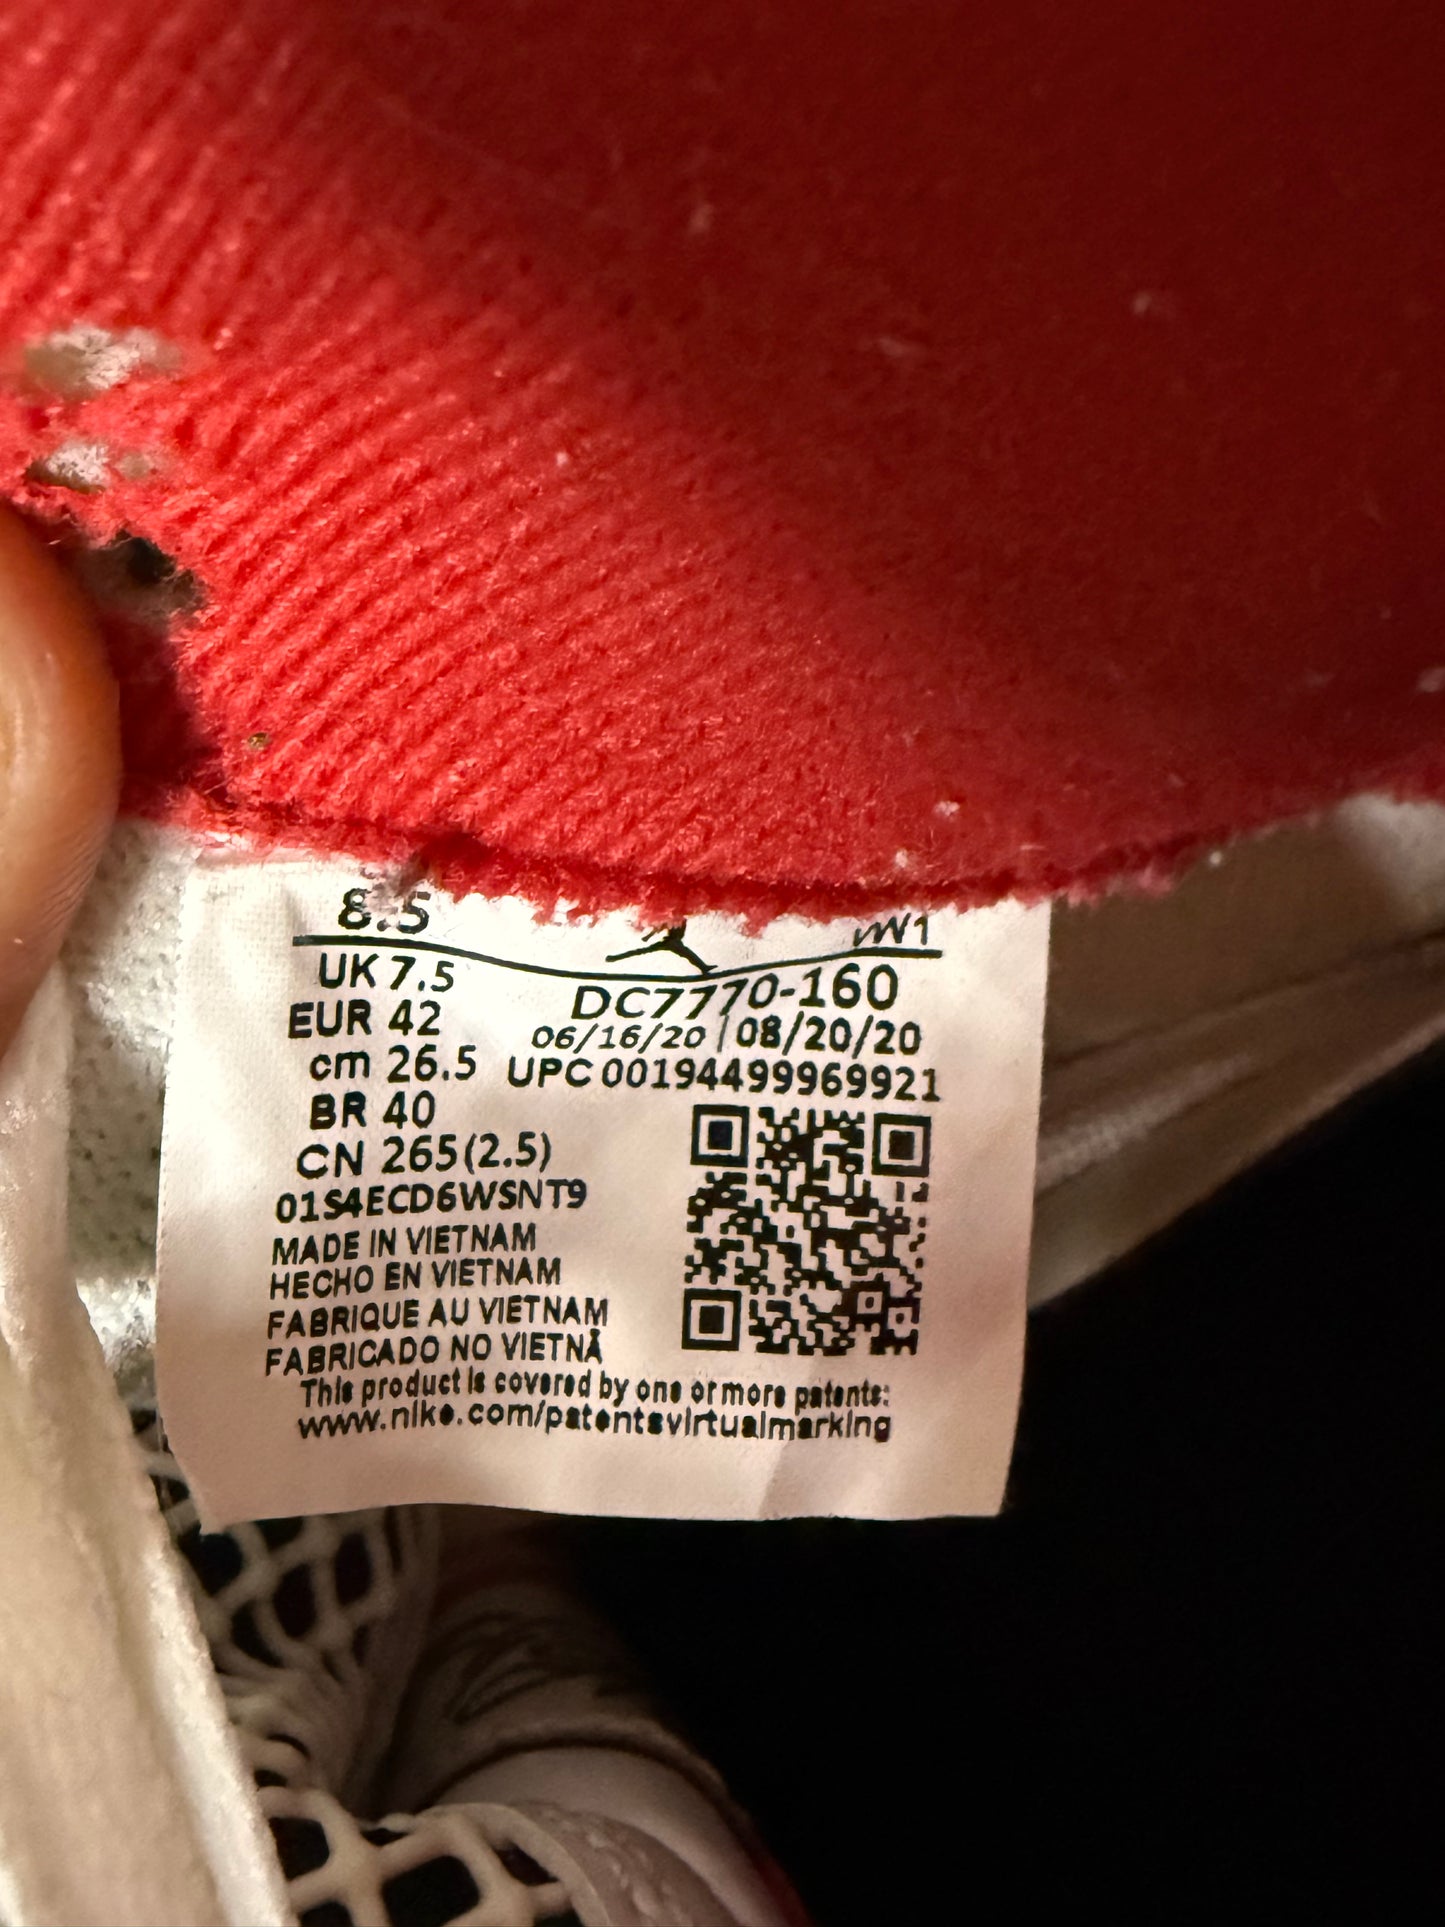 8.5
UK 7.5
EUR 42
cm 26.5
BR 40
CN 265(2.5)
01S4ECD6WSNT9
MADE IN VIETNAM
HECHO EN VIETNAM
FABRIQUE AU VIETNAM
FABRICADO NO VIETNÃ
DC7770-160
06/16/20 | 08/20/20
UPC 00194499969921
This product is covered by one or more patents:
www.nike.com/patentsvirtualmarking